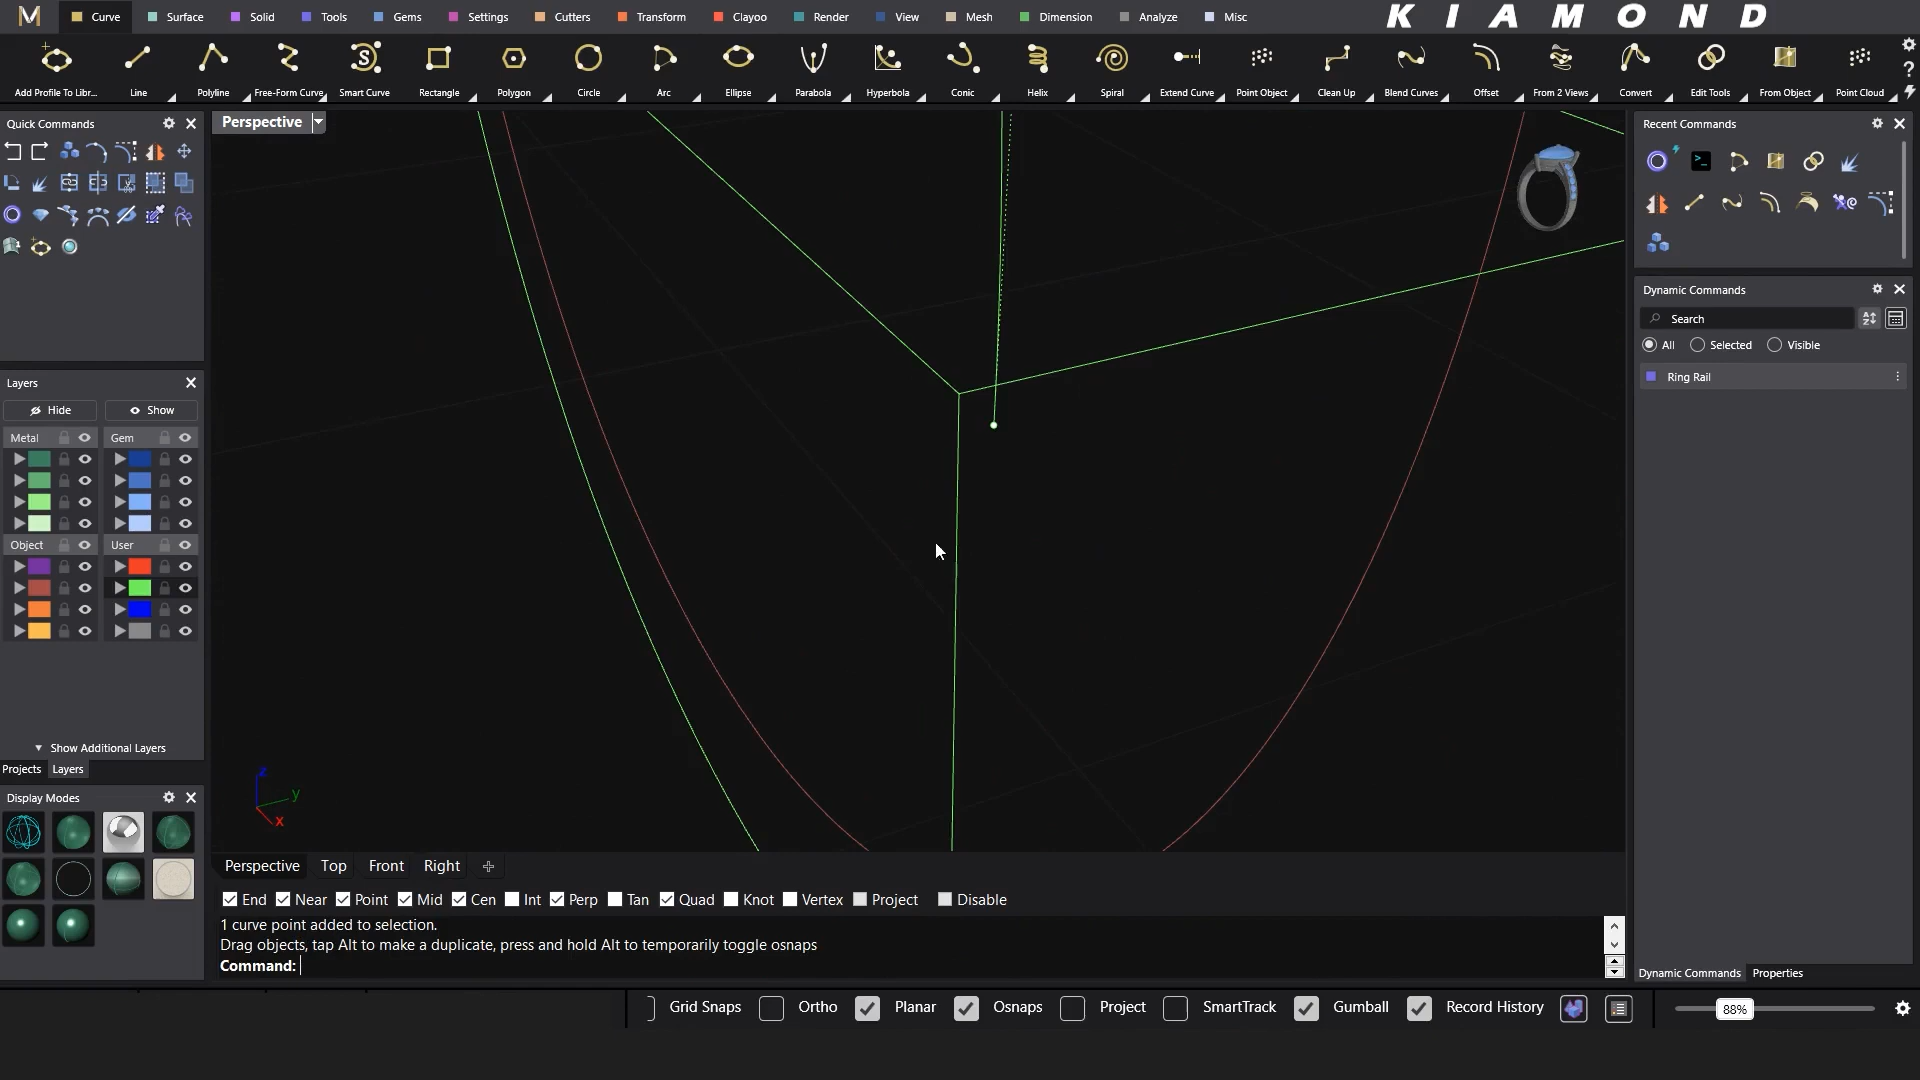 Curve Surface Solid Tools Gems Settings Cutters Transform Clayoo Render View Mesh Dimension Analyze Misc
KIAMOND
Add Profile To Libr... Line Polyline Free-Form Curve Smart Curve Rectangle Polygon Circle Arc Ellipse Parabola Hyperbola Conic Helix Spiral Extend Curve Point Object Clean Up Blend Curves Offset From 2 Views Convert Edit Tools From Object Point Cloud
Quick Commands
Perspective
Recent Commands
Dynamic Commands
Search
All Selected Visible
Ring Rail
Layers
Hide Show
Metal Gem
Object User
Show Additional Layers
Projects Layers
Display Modes
z
y
x
Perspective Top Front Right
End Near Point Mid Cen Int Perp Tan Quad Knot Vertex Project Disable
1 curve point added to selection.
Drag objects, tap Alt to make a duplicate, press and hold Alt to temporarily toggle osnaps
Command:
Dynamic Commands Properties
Grid Snaps Ortho Planar Osnaps Project SmartTrack Gumball Record History 88%